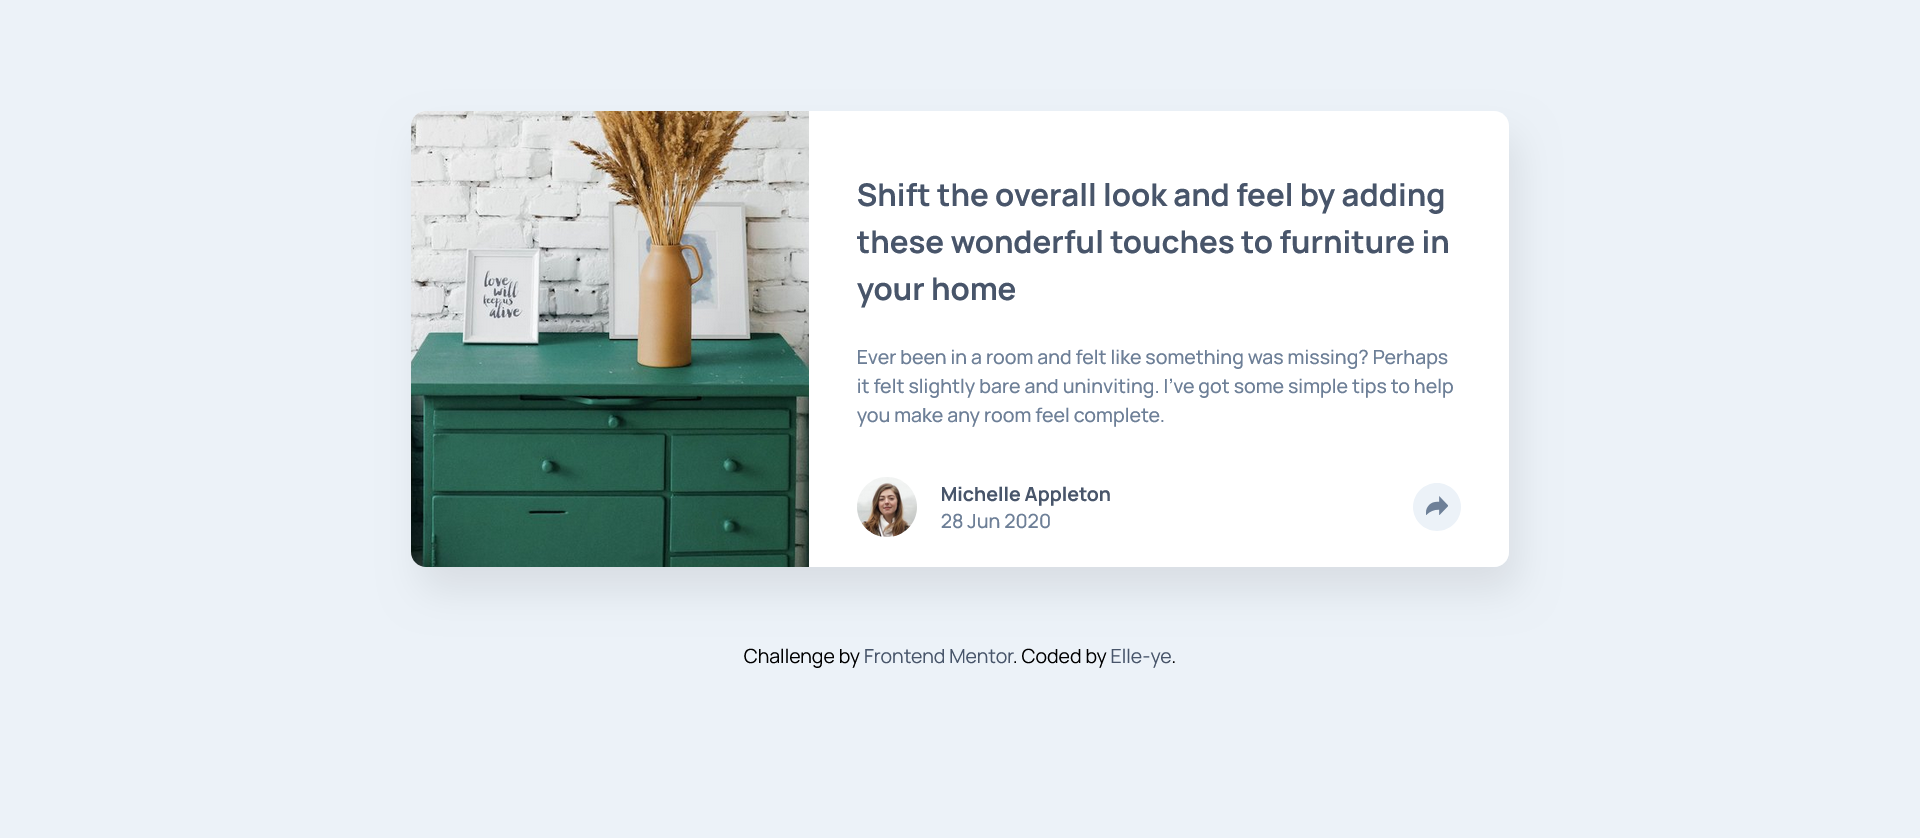 love
will
keep us
alive
Shift the overall look and feel by adding
these wonderful touches to furniture in
your home
Ever been in a room and felt like something was missing? Perhaps
it felt slightly bare and uninviting. I’ve got some simple tips to help
you make any room feel complete.
Michelle Appleton
28 Jun 2020
Challenge by Frontend Mentor. Coded by Elle-ye.